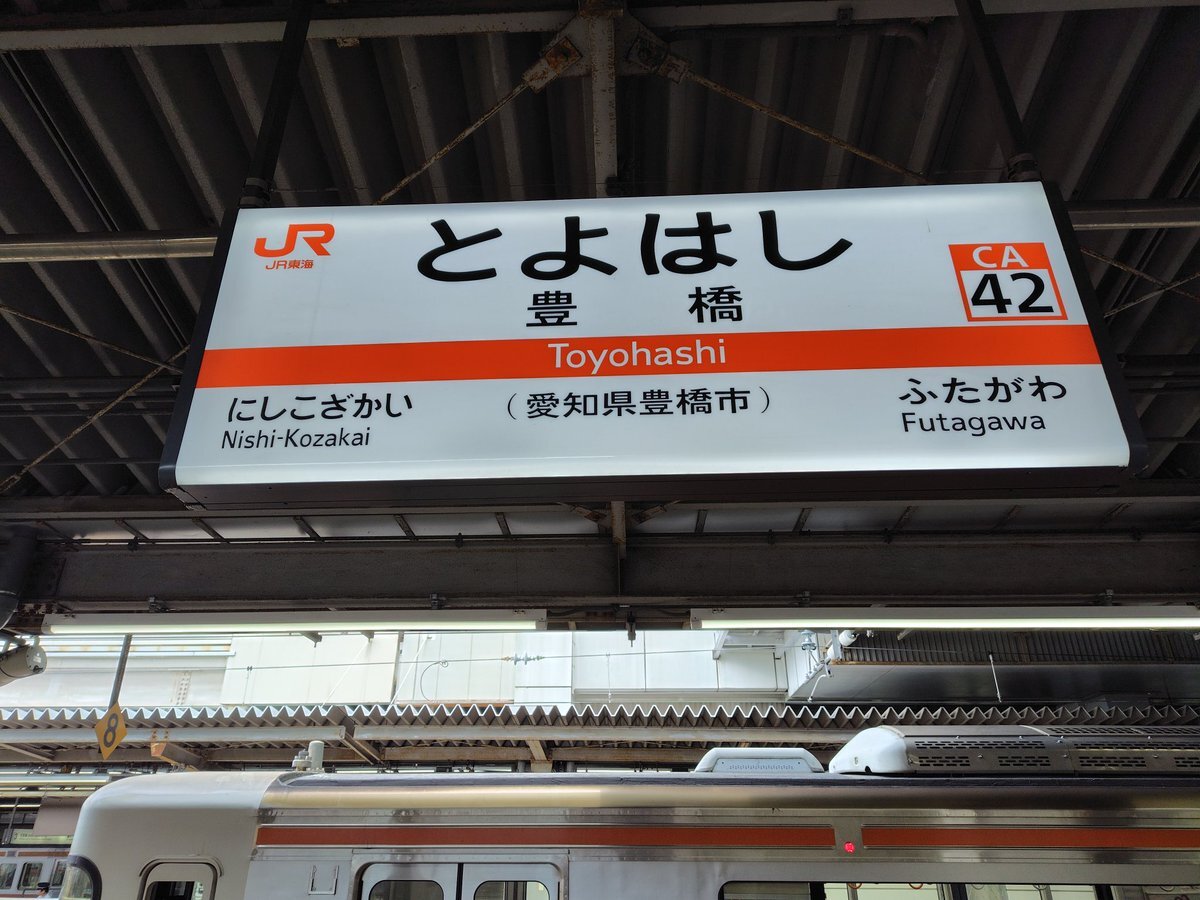 JR
JR東海
とよはし
豊橋
CA
42
Toyohashi
にしこざかい
Nishi-Kozakai
（愛知県豊橋市）
ふたがわ
Futagawa
8